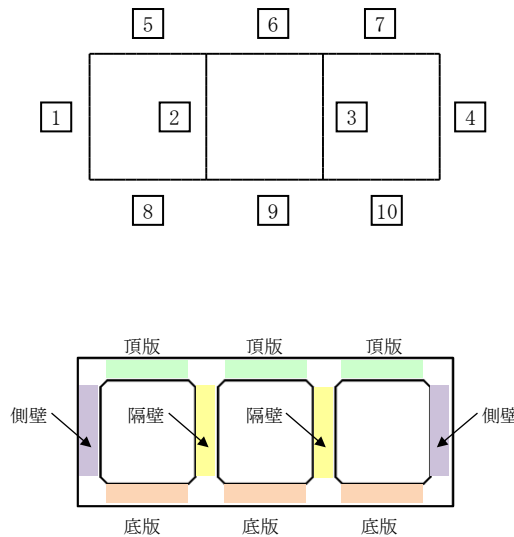 5 6 7
1 2 3 4
8 9 10
頂版 頂版 頂版
側壁 隔壁 隔壁 側壁
底版 底版 底版